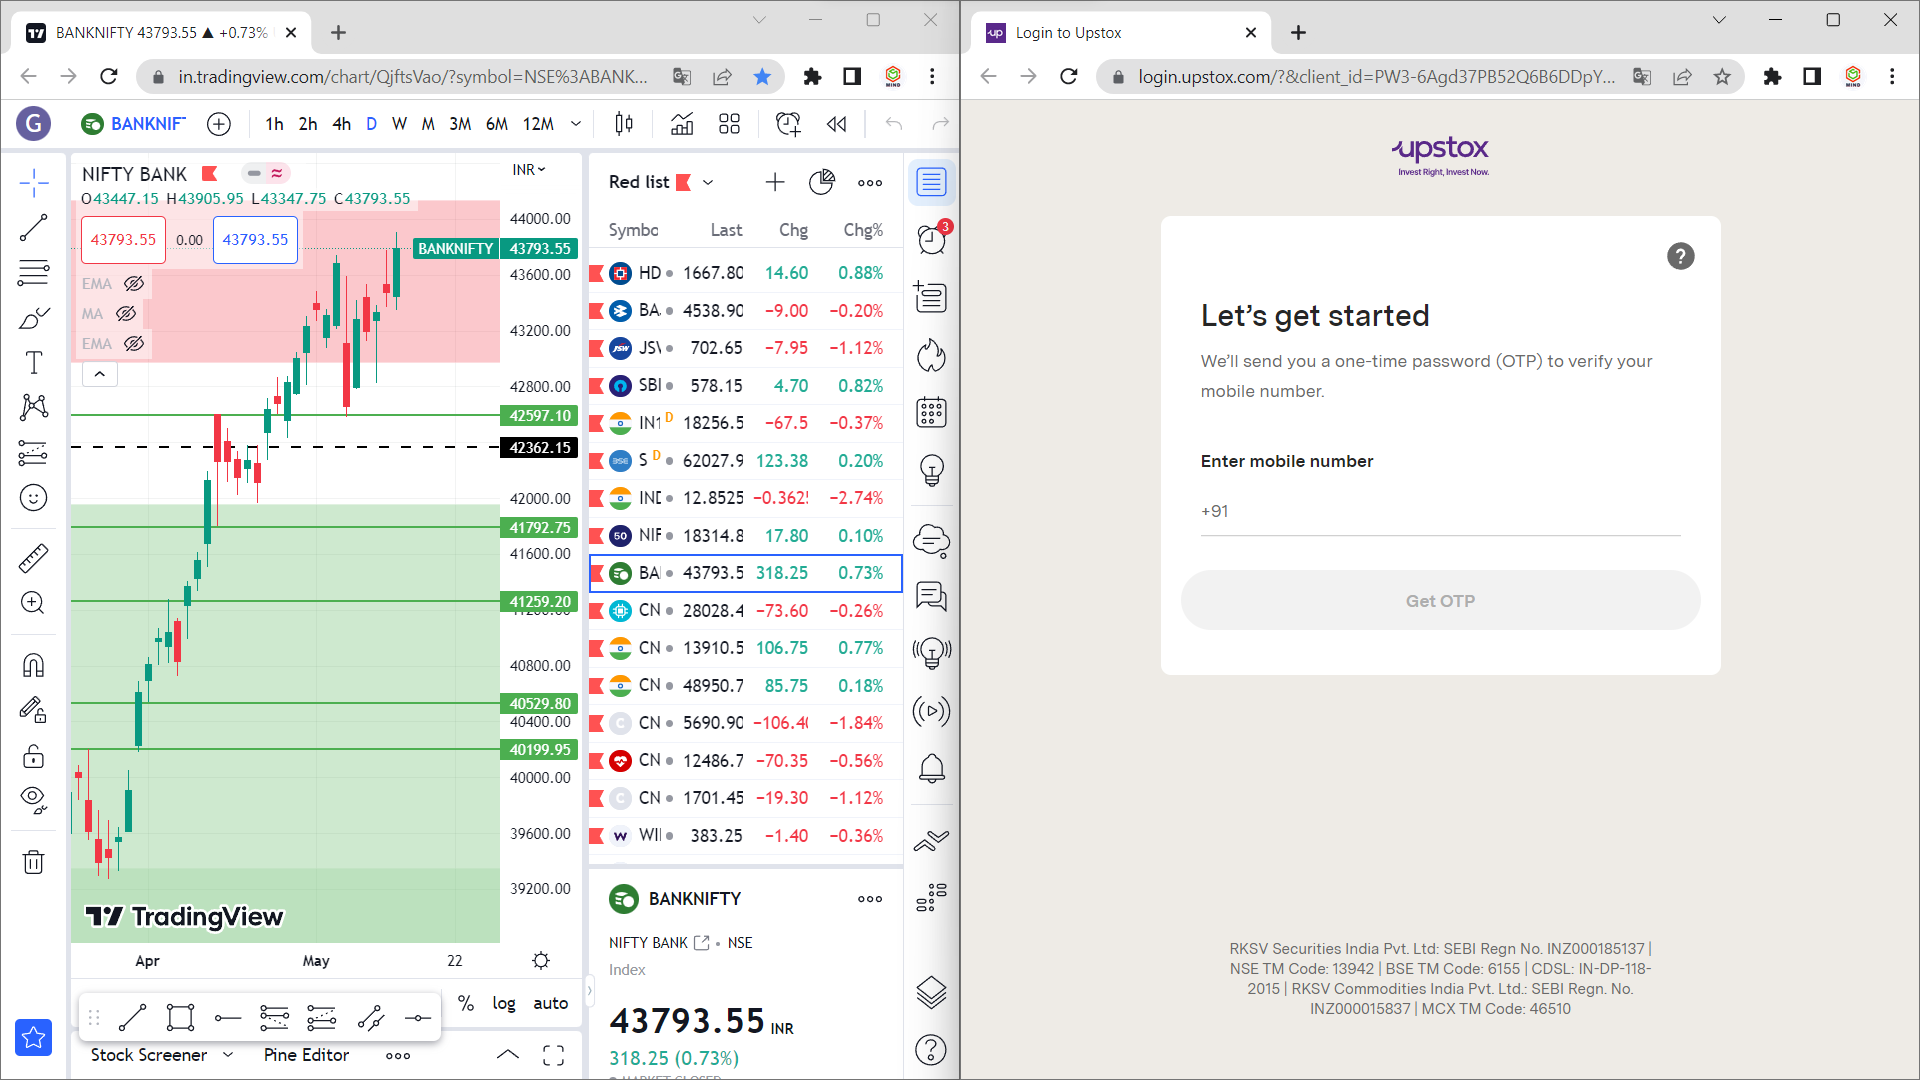 BANKNIFTY 43793.55 ▲ +0.73%
in.tradingview.com/chart/QjftsVao/?symbol=NSE%3ABANK...
MIND
G
BANKNIF
1h 2h 4h D W M 3M 6M 12M
NIFTY BANK
INR
O43447.15 H43905.95 L43347.75 C43793.55
43793.55 0.00 43793.55
EMA
MA
EMA
BANKNIFTY 43793.55
44000.00
43600.00
43200.00
42800.00
42597.10
42362.15
42000.00
41792.75
41600.00
41259.20
40800.00
40529.80
40400.00
40199.95
40000.00
39600.00
39200.00
TradingView
Apr May 22
% log auto
Stock Screener Pine Editor
Red list
3
Symbo Last Chg Chg%
HD 1667.80 14.60 0.88%
BA. 4538.90 −9.00 −0.20%
JSW JS 702.65 −7.95 −1.12%
SBI 578.15 4.70 0.82%
IN1 D 18256.5 −67.5 −0.37%
BSE S D 62027.9 123.38 0.20%
IND 12.8525 −0.3625 −2.74%
50 NIF 18314.8 17.80 0.10%
BA 43793.5 318.25 0.73%
CN 28028.4 −73.60 −0.26%
CN 13910.5 106.75 0.77%
CN 48950.7 85.75 0.18%
C CN 5690.90 −106.40 −1.84%
CN 12486.7 −70.35 −0.56%
C CN 1701.45 −19.30 −1.12%
W WI 383.25 −1.40 −0.36%
BANKNIFTY
NIFTY BANK • NSE
Index
43793.55 INR
318.25 (0.73%)
MARKET CLOSED
up Login to Upstox
login.upstox.com/?&client_id=PW3-6Agd37PB52Q6B6DDpY...
MIND
upstox
Invest Right, Invest Now.
?
Let’s get started
We’ll send you a one-time password (OTP) to verify your
mobile number.
Enter mobile number
+91
Get OTP
RKSV Securities India Pvt. Ltd: SEBI Regn No. INZ000185137 |
NSE TM Code: 13942 | BSE TM Code: 6155 | CDSL: IN-DP-118-
2015 | RKSV Commodities India Pvt. Ltd.: SEBI Regn. No.
INZ000015837 | MCX TM Code: 46510